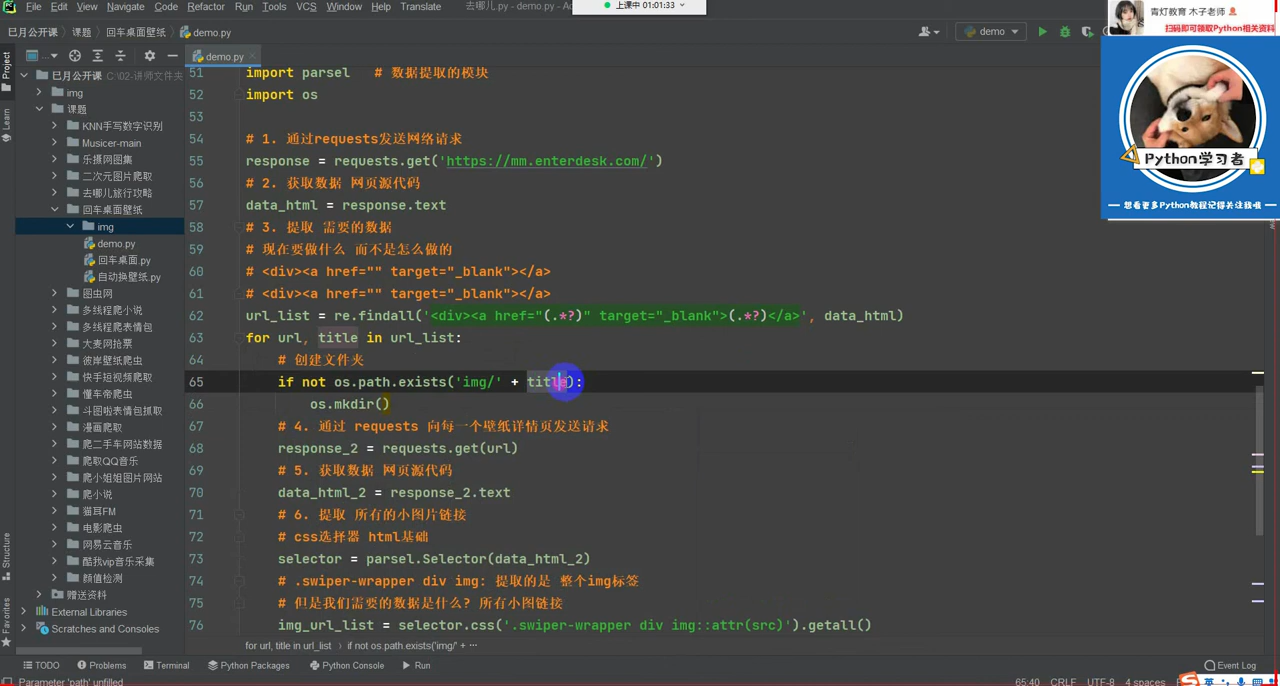 File Edit View Navigate Code Refactor Run Tools VCS Window Help Translate
去哪儿.py - demo.py -
上课中 01:01:33
青灯教育 木子老师
扫码即可领取Python相关资料
巳月公开课 课题 回车桌面壁纸 demo.py
demo
Project
demo.py
巳月公开课 C:\02-讲师文件夹
img
课题
KNN手写数字识别
Musicer-main
乐摄网图集
二次元图片爬取
去哪儿旅行攻略
回车桌面壁纸
img
demo.py
回车桌面.py
自动换壁纸.py
图虫网
多线程爬小说
多线程爬表情包
大麦网抢票
彼岸壁纸爬虫
快手短视频爬取
懂车帝爬虫
斗图啦表情包抓取
漫画爬取
爬二手车网站数据
爬取QQ音乐
爬小姐姐图片网站
爬小说
猫耳FM
电影爬虫
网易云音乐
酷我vip音乐采集
颜值检测
赠送资料
External Libraries
Scratches and Consoles
Learn
Structure
Favorites
51 import parsel # 数据提取的模块
52 import os
53
54 # 1. 通过requests发送网络请求
55 response = requests.get('https://mm.enterdesk.com/')
56 # 2. 获取数据 网页源代码
57 data_html = response.text
58 # 3. 提取 需要的数据
59 # 现在要做什么 而不是怎么做的
60 # <div><a href="" target="_blank"></a>
61 # <div><a href="" target="_blank"></a>
62 url_list = re.findall('<div><a href="(.*?)" target="_blank">(.*?)</a>', data_html)
63 for url, title in url_list:
64 # 创建文件夹
65 if not os.path.exists('img/' + title):
66 os.mkdir()
67 # 4. 通过 requests 向每一个壁纸详情页发送请求
68 response_2 = requests.get(url)
69 # 5. 获取数据 网页源代码
70 data_html_2 = response_2.text
71 # 6. 提取 所有的小图片链接
72 # css选择器 html基础
73 selector = parsel.Selector(data_html_2)
74 # .swiper-wrapper div img: 提取的是 整个img标签
75 # 但是我们需要的数据是什么? 所有小图链接
76 img_url_list = selector.css('.swiper-wrapper div img::attr(src)').getall()
Python学习者
想看更多Python教程记得关注我哦
for url, title in url_list if not os.path.exists('img/' + ...
TODO Problems Terminal Python Packages Python Console Run Event Log
Parameter 'path' unfilled
65:40 CRLF UTF-8 4 spaces
英